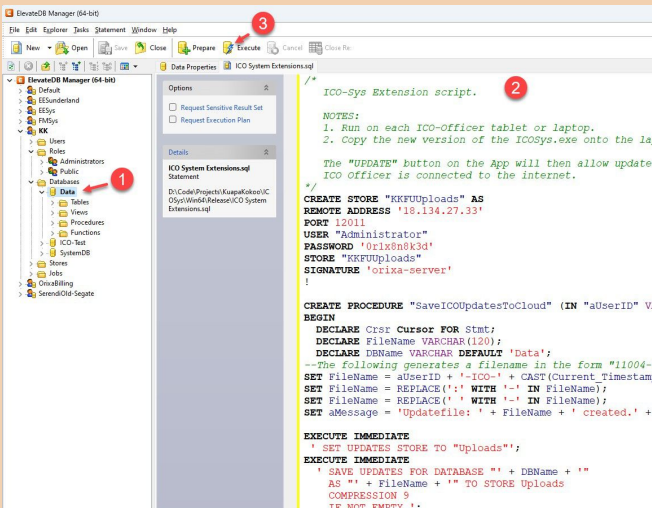 ElevateDB Manager (64-bit)
File Edit Explorer Tasks Statement Window Help
3
New Open Save Close Prepare Execute Cancel Close Re:
Data Properties ICO System Extensions.sql
ElevateDB Manager (64-bit)
Default
EESunderland
EESys
FMSys
KK
Users
Roles
Administrators
Public
Databases
Data
Tables
Views
Procedures
Functions
ICO-Test
SystemDB
Stores
Jobs
OrixaBilling
SerendiOld-Segate
1
Options
Request Sensitive Result Set
Request Execution Plan
Details
ICO System Extensions.sql
Statement
D:\Code\Projects\KuapaKokoo\IC
OSys\Win64\Release\ICO System
Extensions.sql
2
/*
ICO-Sys Extension script.
NOTES:
1. Run on each ICO-Officer tablet or laptop.
2. Copy the new version of the ICOSys.exe onto the la
The "UPDATE" button on the App will then allow update
ICO Officer is connected to the internet.
*/
CREATE STORE "KKFUUploads" AS
REMOTE ADDRESS '18.134.27.33'
PORT 12011
USER "Administrator"
PASSWORD '0r1x8n8k3d'
STORE "KKFUUploads"
SIGNATURE 'orixa-server'
!
CREATE PROCEDURE "SaveICOUpdatesToCloud" (IN "aUserID" VA
BEGIN
DECLARE Crsr Cursor FOR Stmt;
DECLARE FileName VARCHAR(120);
DECLARE DBName VARCHAR DEFAULT 'Data';
--The following generates a filename in the form "11004-
SET FileName = aUserID + '-ICO-' + CAST(Current_Timestam
SET FileName = REPLACE(':' WITH '-' IN FileName);
SET FileName = REPLACE(' ' WITH '-' IN FileName);
SET aMessage = 'Updatefile: ' + FileName + ' created.' +
EXECUTE IMMEDIATE
' SET UPDATES STORE TO "Uploads"';
EXECUTE IMMEDIATE
' SAVE UPDATES FOR DATABASE "' + DBName + '"
AS "' + FileName + '" TO STORE Uploads
COMPRESSION 9
IF NOT EMPTY ';